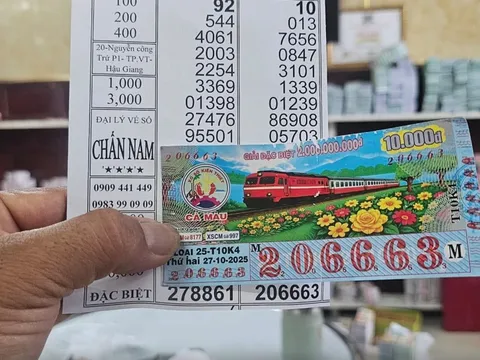 100 92 10
200 544 013
400 4061 7656
20-Nguyễn công
Trứ P1- TP.VT-
Hậu Giang
2003 0847
2254 3101
1,000 3369 1339
3,000 01398 01239
27476 86908
95501 05703
ĐẠI LÝ VÉ SỐ
CHẤN NAM
★★★★
0909 441 449
0983 99 09 09
ĐẶC BIỆT 278861 206663
206663
GIẢI ĐẶC BIỆT 2.000.000.000đ
10.000đ
206663
CÀ MAU
T10K4
XSCM
LOẠI 25-T10K4
Thứ hai 27-10-2025
206663
M 206663 M